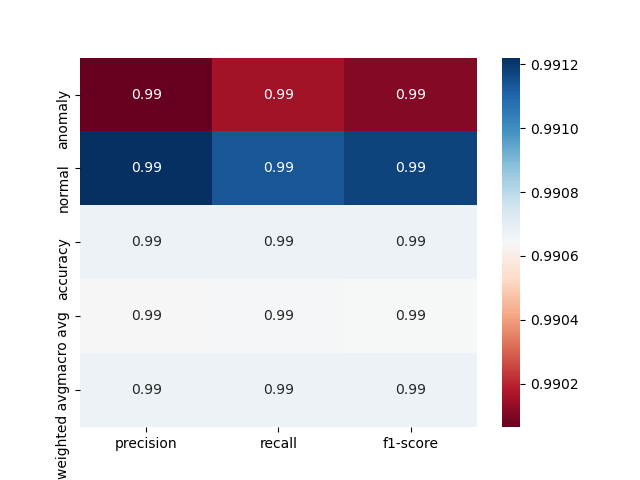 anomaly 0.99 0.99 0.99
normal 0.99 0.99 0.99
accuracy 0.99 0.99 0.99
macro avg 0.99 0.99 0.99
weighted avg 0.99 0.99 0.99
precision recall f1-score
0.9912
0.9910
0.9908
0.9906
0.9904
0.9902